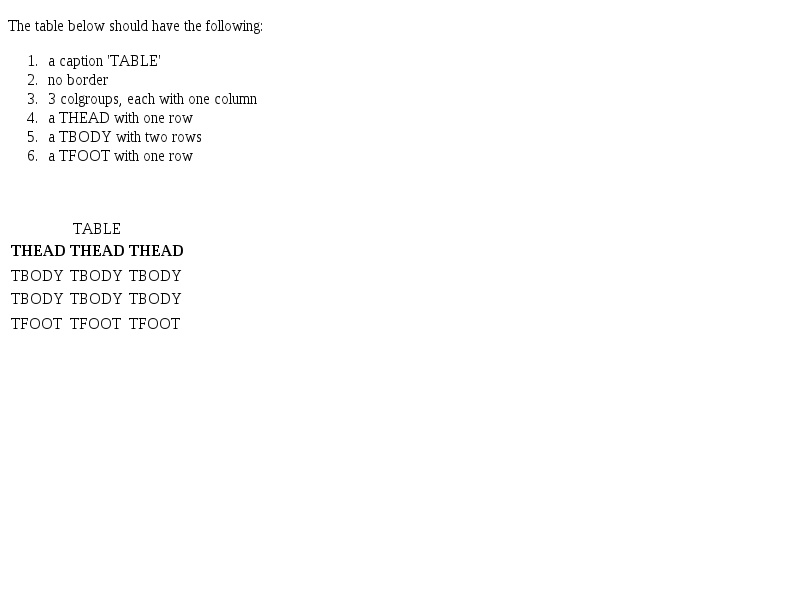 The table below should have the following:
1. a caption 'TABLE'
2. no border
3. 3 colgroups, each with one column
4. a THEAD with one row
5. a TBODY with two rows
6. a TFOOT with one row
TABLE
THEAD THEAD THEAD
TBODY TBODY TBODY
TBODY TBODY TBODY
TFOOT TFOOT TFOOT